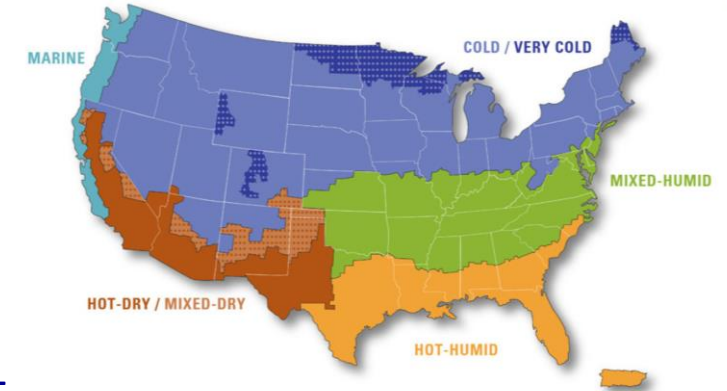 COLD / VERY COLD
MARINE
MIXED-HUMID
HOT-DRY / MIXED-DRY
HOT-HUMID